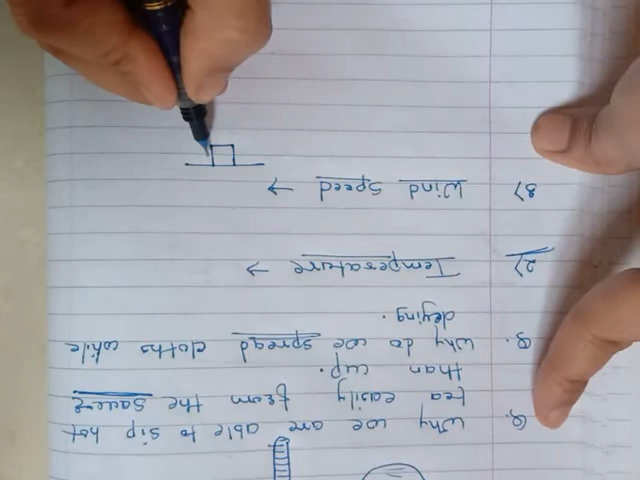 Q. Why we are able to sip hot
tea easily from the saucer
than cup.
Q. Why do we spread cloths while
drying.
2) Temperature →
3) Wind Speed →